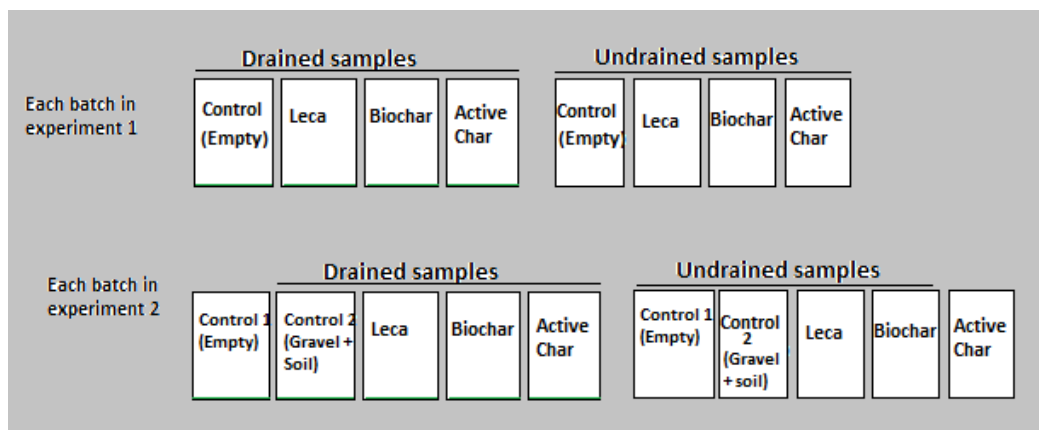 Drained samples
Undrained samples
Each batch in
experiment 1
Control
(Empty)
Leca
Biochar
Active
Char
Control
(Empty)
Leca
Biochar
Active
Char
Each batch in
experiment 2
Drained samples
Undrained samples
Control 1
(Empty)
Control 2
(Gravel +
Soil)
Leca
Biochar
Active
Char
Control 1
(Empty)
Control
2
(Gravel
+ soil)
Leca
Biochar
Active
Char